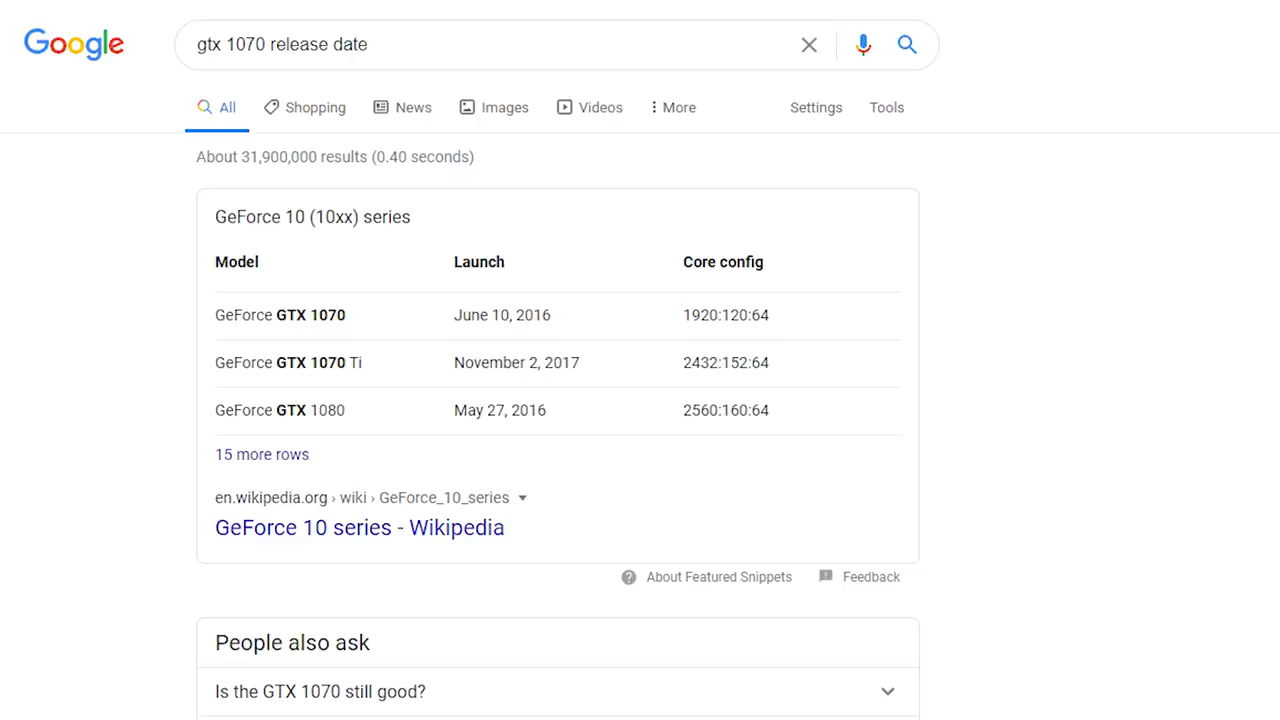 Google
gtx 1070 release date
All Shopping News Images Videos More Settings Tools
About 31,900,000 results (0.40 seconds)
GeForce 10 (10xx) series
Model Launch Core config
GeForce GTX 1070 June 10, 2016 1920:120:64
GeForce GTX 1070 Ti November 2, 2017 2432:152:64
GeForce GTX 1080 May 27, 2016 2560:160:64
15 more rows
en.wikipedia.org › wiki › GeForce_10_series
GeForce 10 series - Wikipedia
About Featured Snippets Feedback
People also ask
Is the GTX 1070 still good?